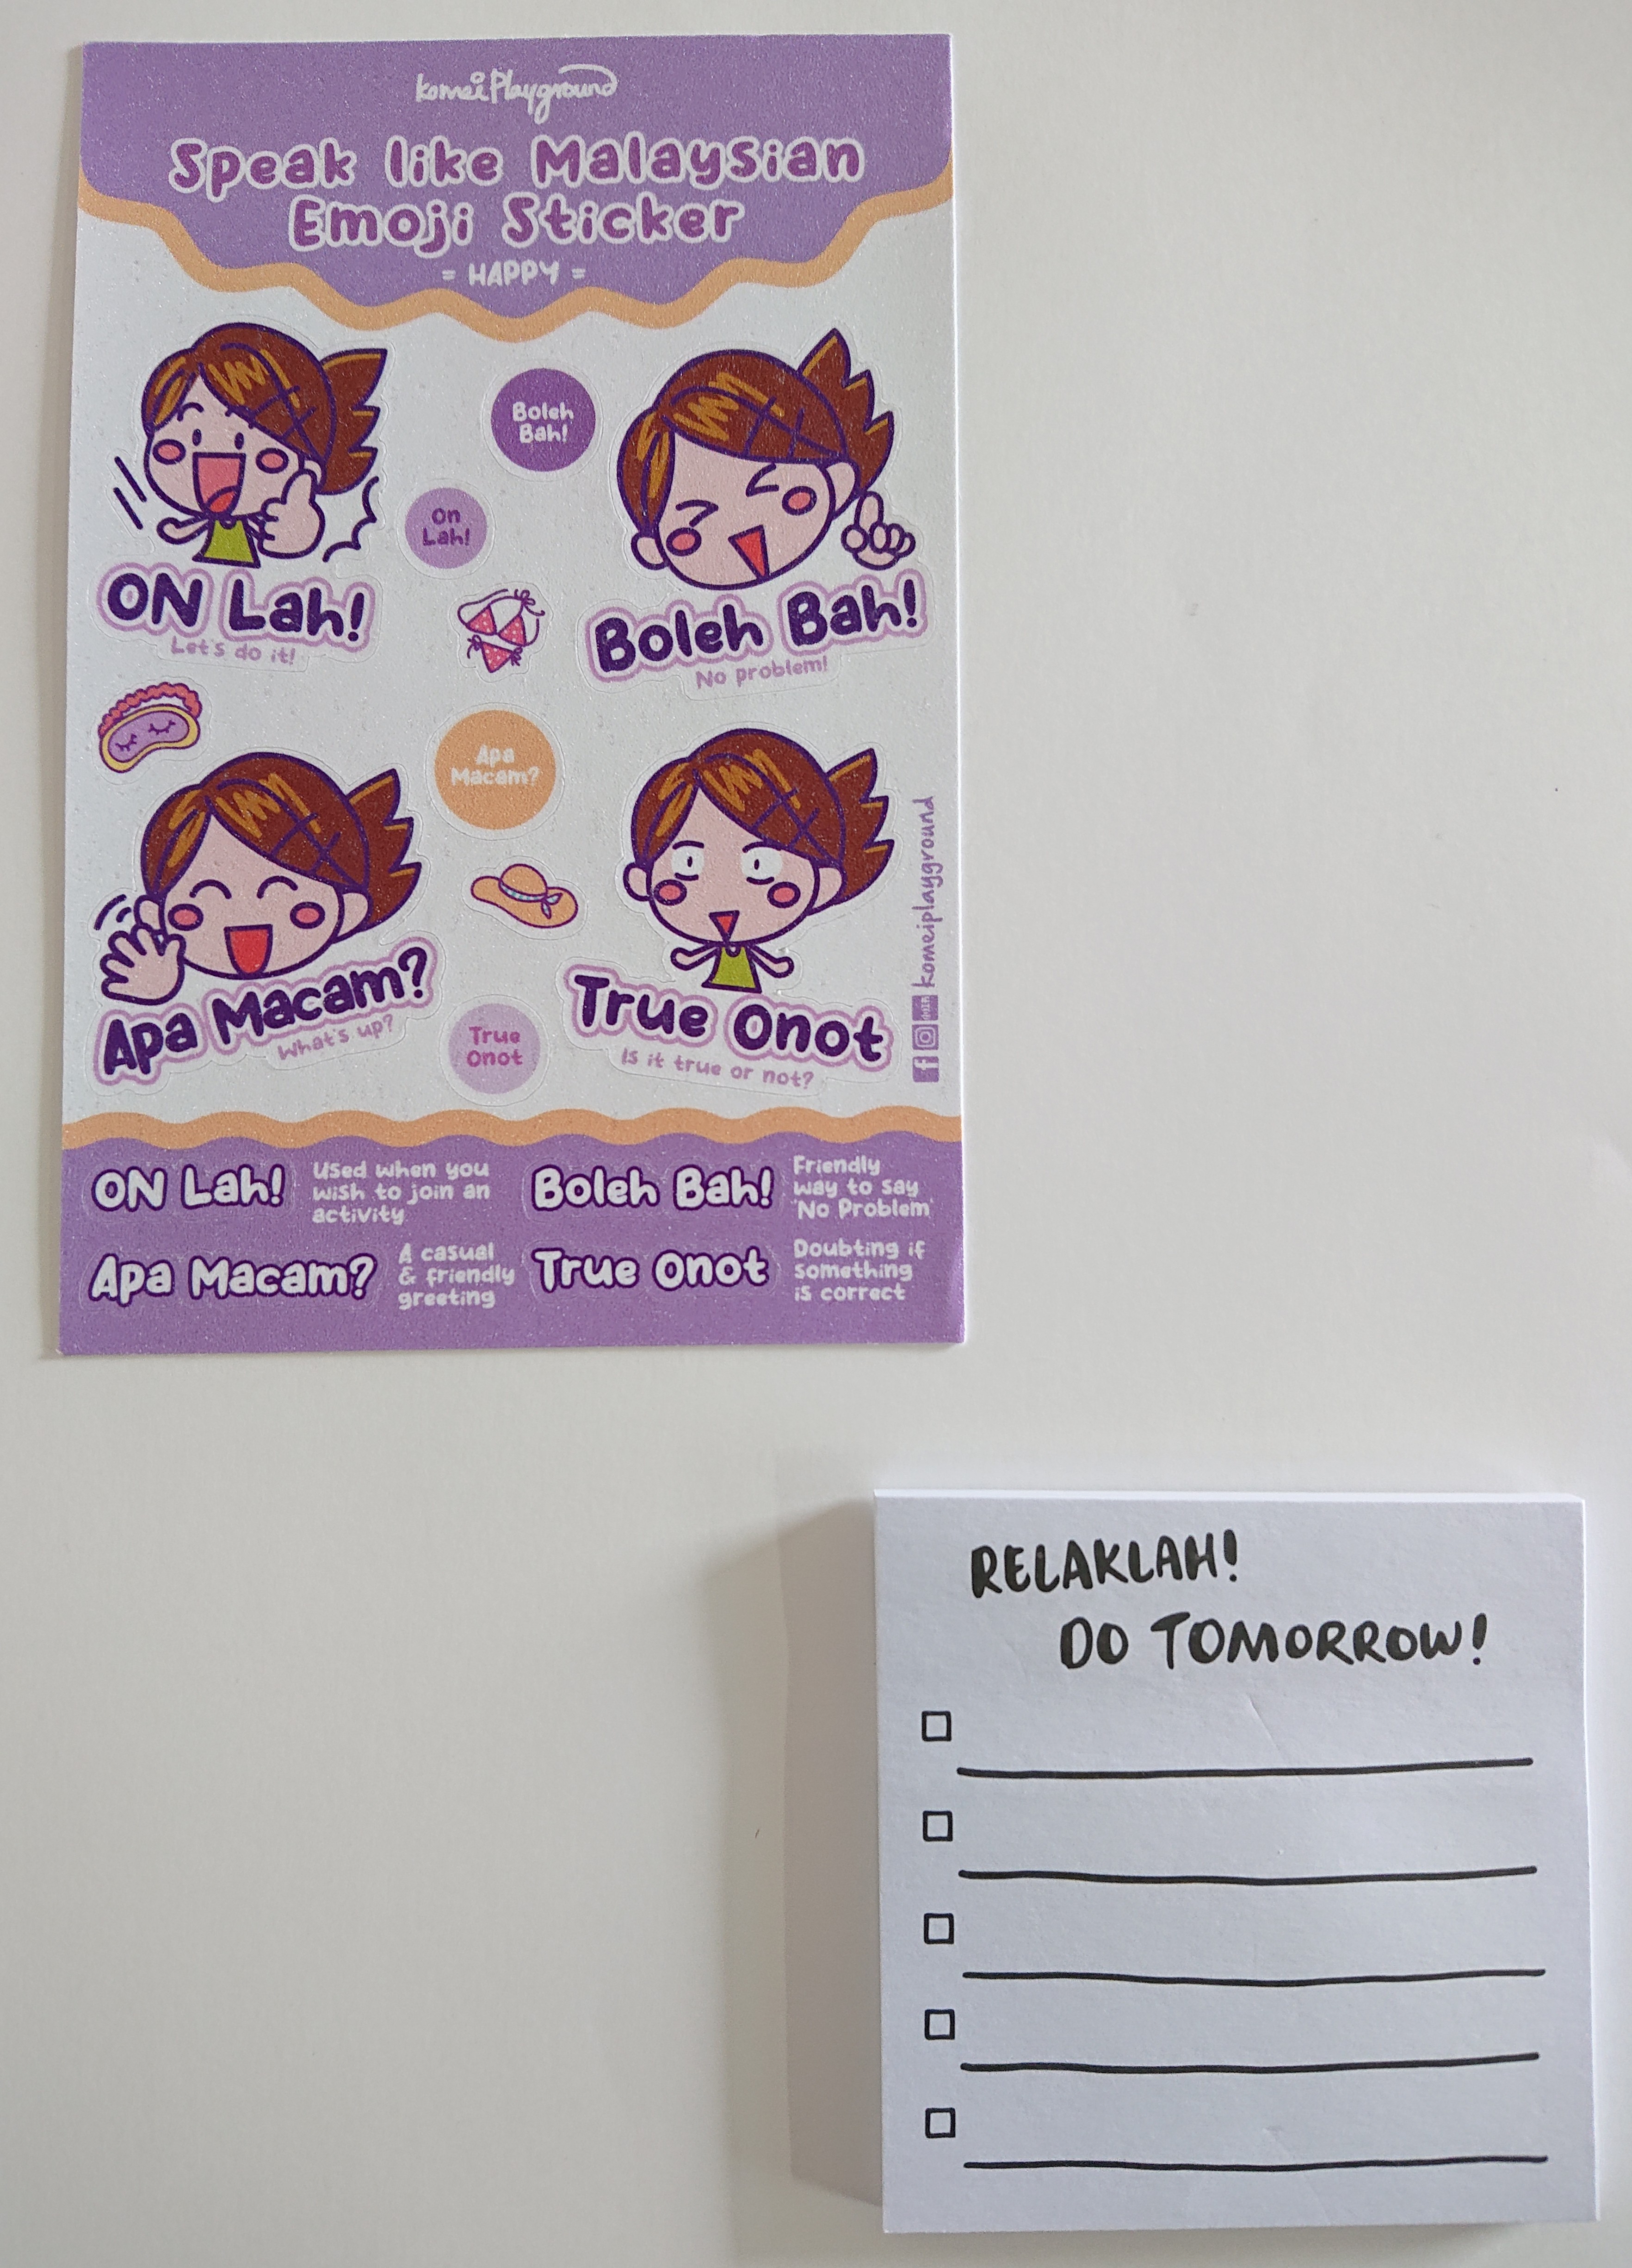 komeiPlayground
Speak like Malaysian
Emoji Sticker
= HAPPY =
Boleh
Bah!
On
Lah!
ON Lah!
Let's do it!
Boleh Bah!
No problem!
Apa
Macam?
Apa Macam?
What's up?
True
Onot
True Onot
Is it true or not?
komeiplayground
ON Lah!
Used when you
wish to join an
activity
Boleh Bah!
Friendly
way to say
'No Problem'
Apa Macam?
A casual
& friendly
greeting
True Onot
Doubting if
something
is correct
RELAKLAH!
DO TOMORROW!